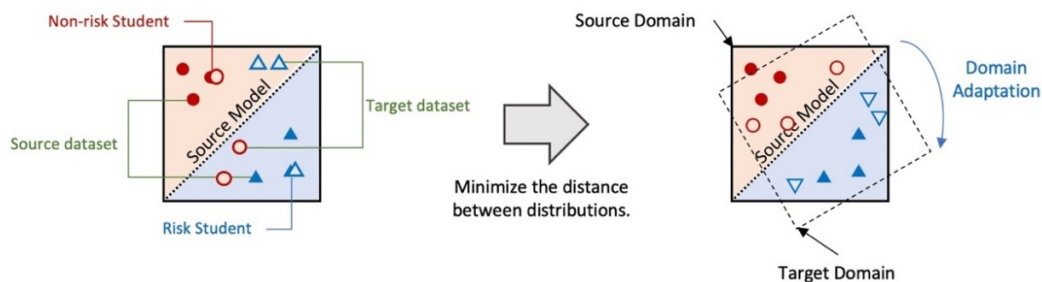 Non-risk Student
Source dataset
Source Model
Target dataset
Risk Student
Minimize the distance
between distributions.
Source Domain
Source Model
Domain
Adaptation
Target Domain